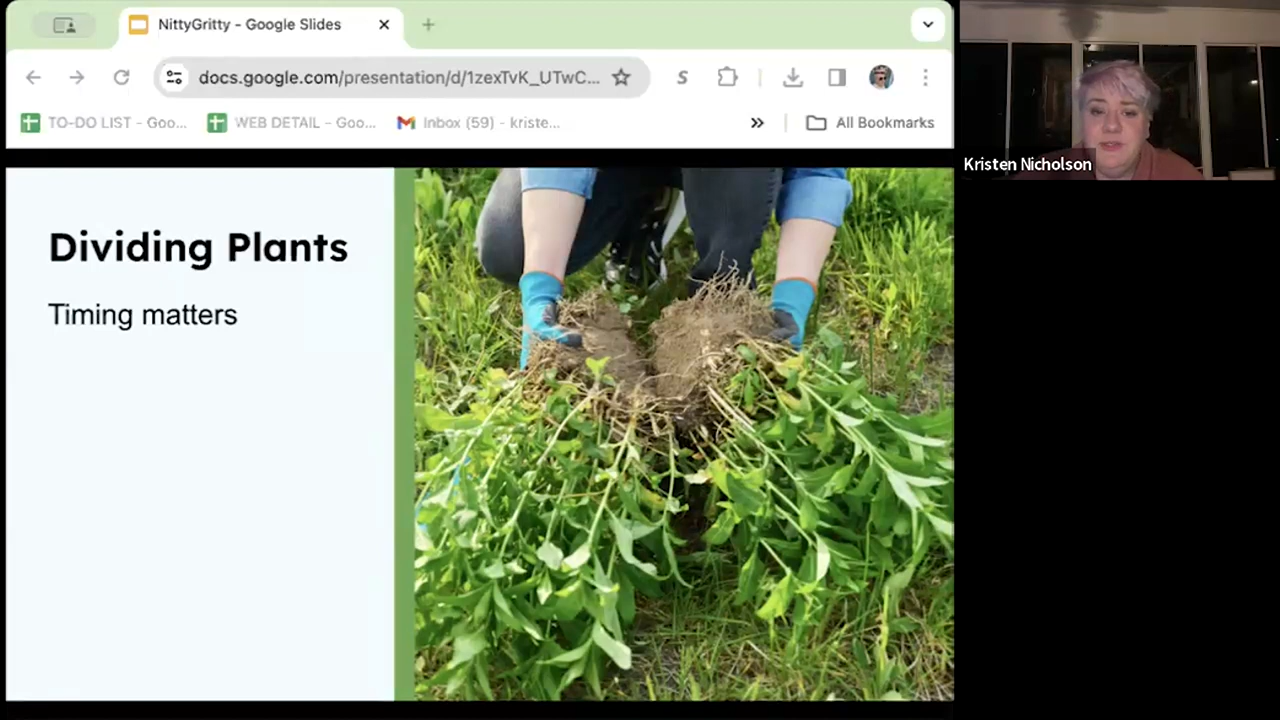 NittyGritty - Google Slides
docs.google.com/presentation/d/1zexTvK_UTwC...
TO-DO LIST - Goo...
WEB DETAIL - Goo...
Inbox (59) - kriste...
All Bookmarks
Kristen Nicholson
Dividing Plants
Timing matters